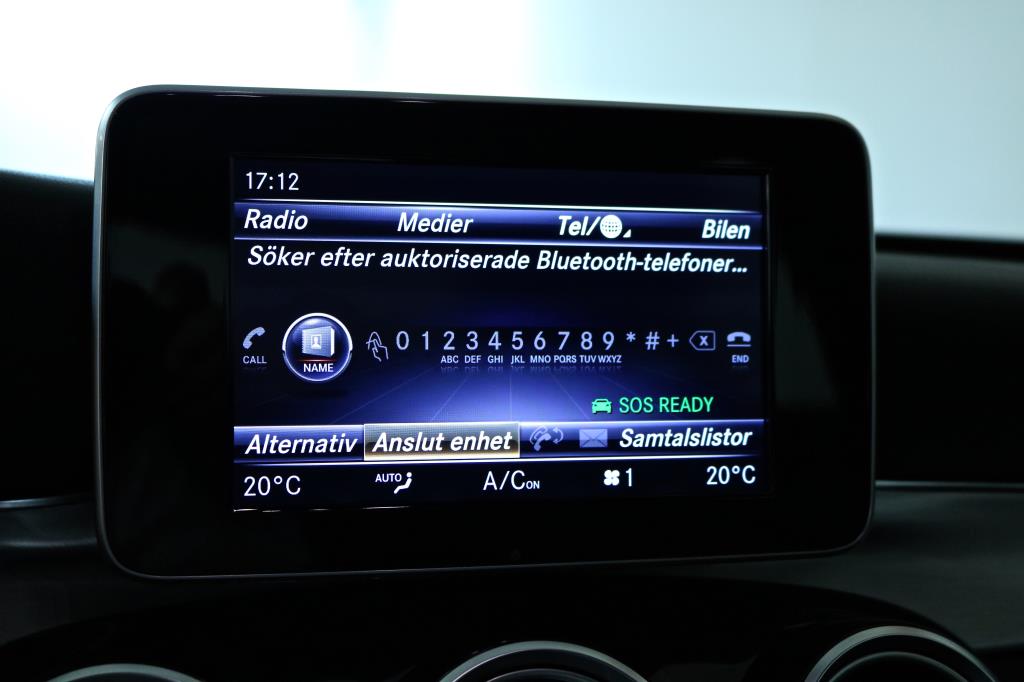 17:12
Radio Medier Tel/ Bilen
Söker efter auktoriserade Bluetooth-telefoner...
CALL NAME 0 1 2 3 4 5 6 7 8 9 * # + X END
ABC DEF GHI JKL MNO PQRS TUV WXYZ
SOS READY
Alternativ Anslut enhet Samtalslistor
20°C AUTO A/C ON 1 20°C